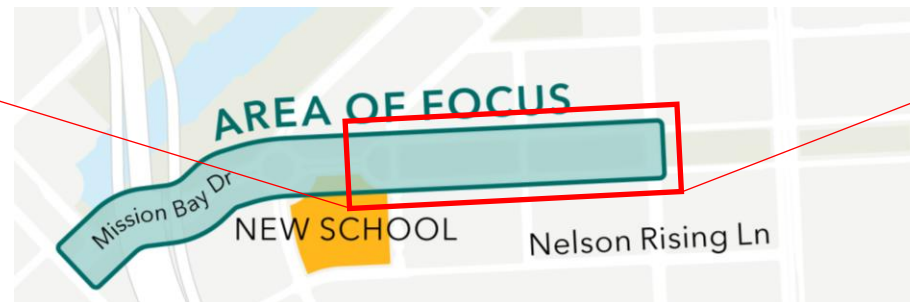 AREA OF FOCUS
Mission Bay Dr
NEW SCHOOL
Nelson Rising Ln